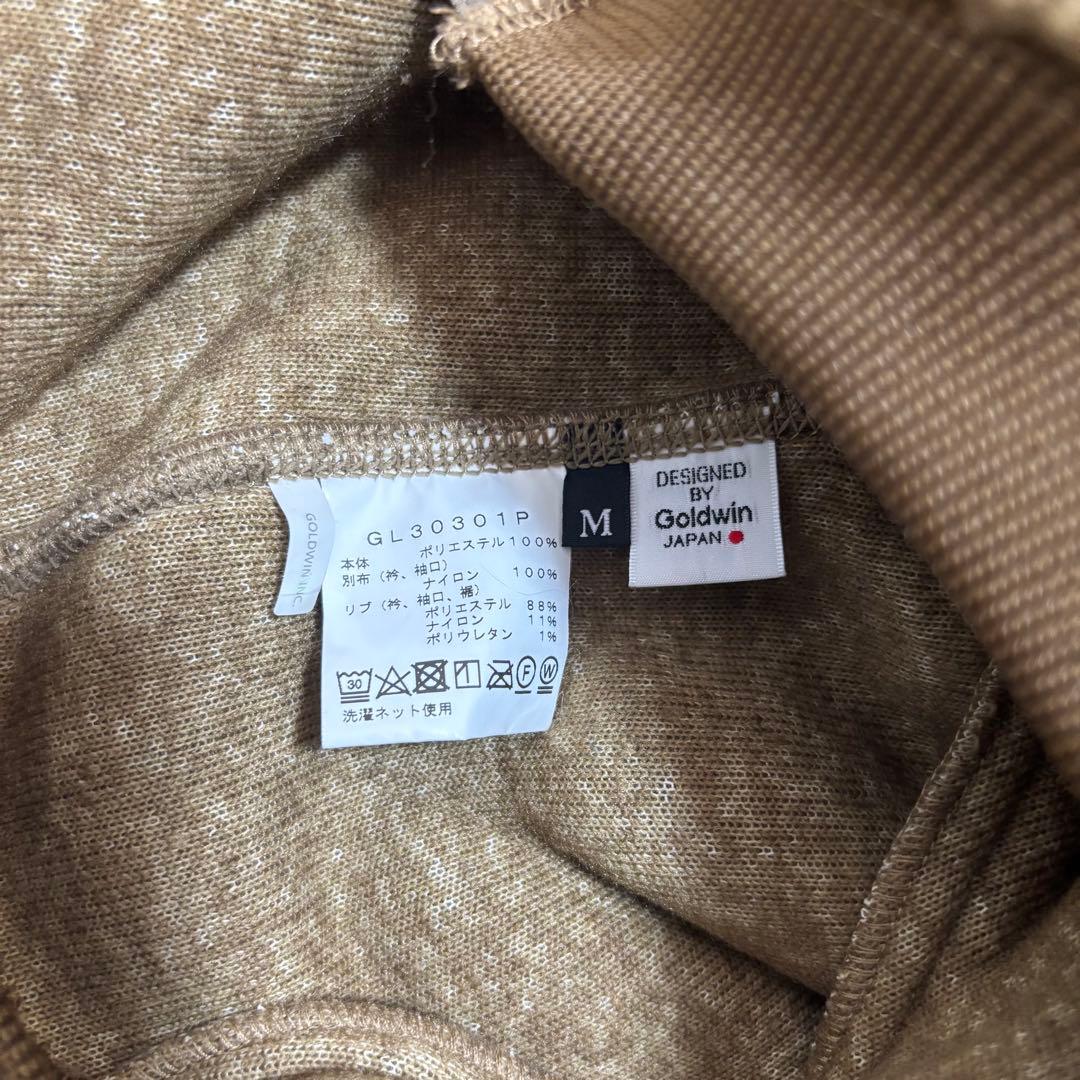 GOLDWIN INC.
GL30301P
本体 ポリエステル100%
別布（衿、袖口）
ナイロン 100%
リブ（衿、袖口、裾）
ポリエステル 88%
ナイロン 11%
ポリウレタン 1%
30
F W
洗濯ネット使用
M
DESIGNED
BY
Goldwin
JAPAN